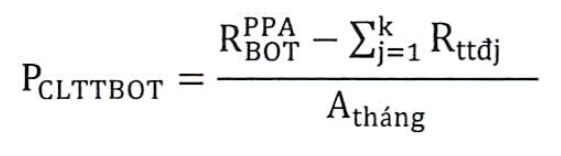 P_CLTTBOT = (R_BOT^PPA − ∑_{j=1}^{k} R_ttđj) / A_tháng